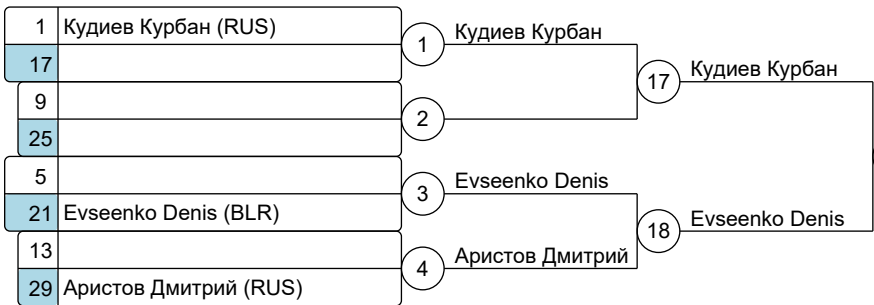 1 Кудиев Курбан (RUS)
17
9
25
5
21 Evseenko Denis (BLR)
13
29 Аристов Дмитрий (RUS)
1 Кудиев Курбан
2
3 Evseenko Denis
4 Аристов Дмитрий
17 Кудиев Курбан
18 Evseenko Denis